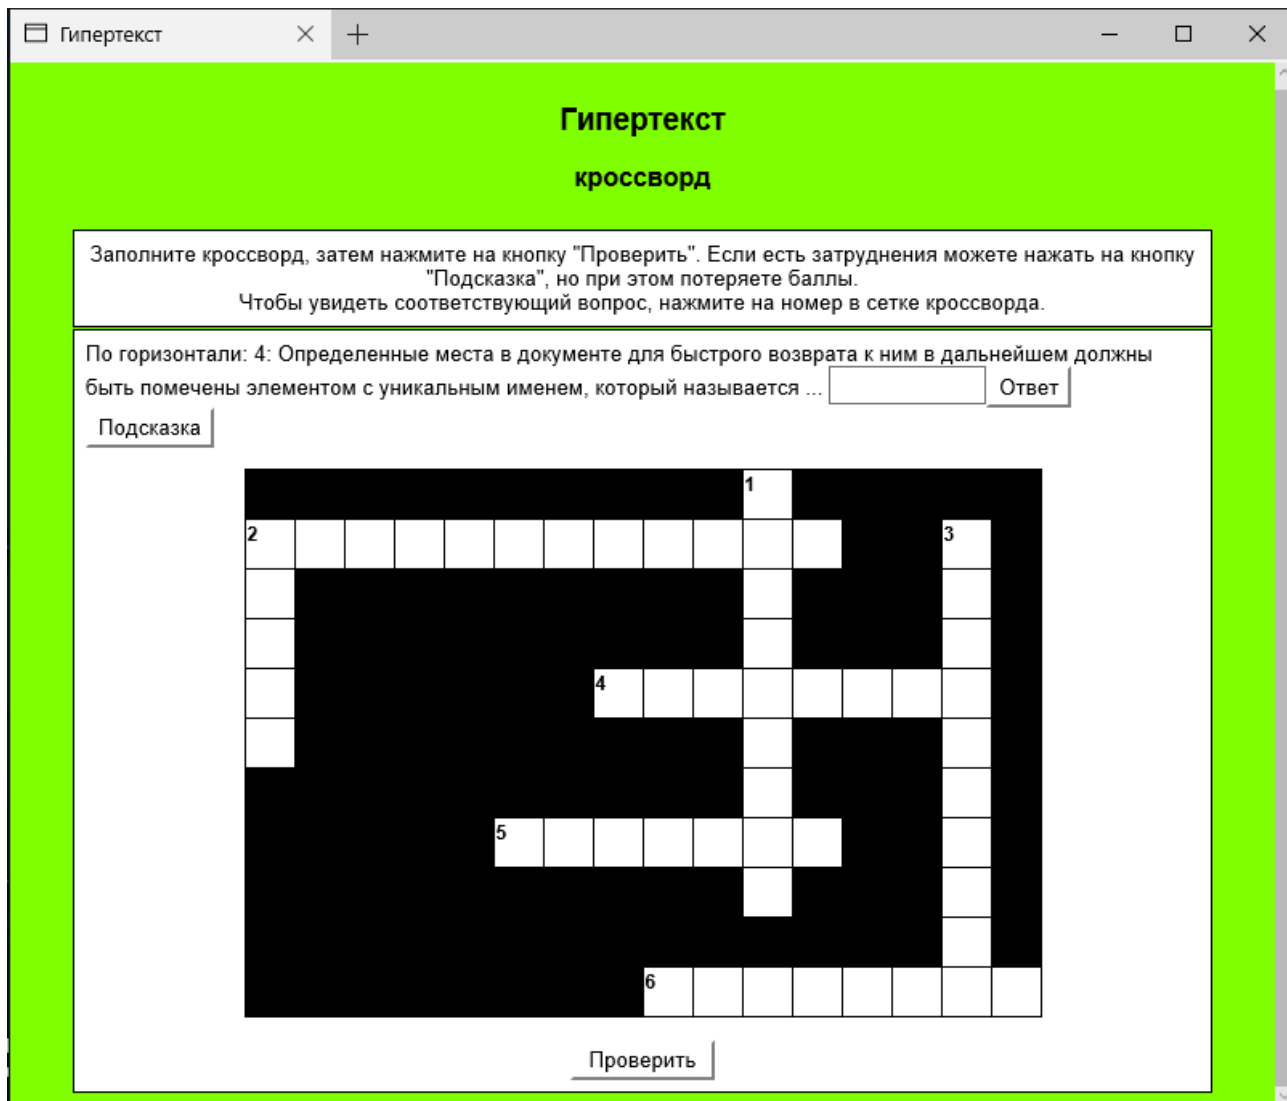 Гипертекст
Гипертекст
кроссворд
Заполните кроссворд, затем нажмите на кнопку "Проверить". Если есть затруднения можете нажать на кнопку
"Подсказка", но при этом потеряете баллы.
Чтобы увидеть соответствующий вопрос, нажмите на номер в сетке кроссворда.
По горизонтали: 4: Определенные места в документе для быстрого возврата к ним в дальнейшем должны
быть помечены элементом с уникальным именем, который называется ... Ответ
Подсказка
1
2 3
4
5
6
Проверить